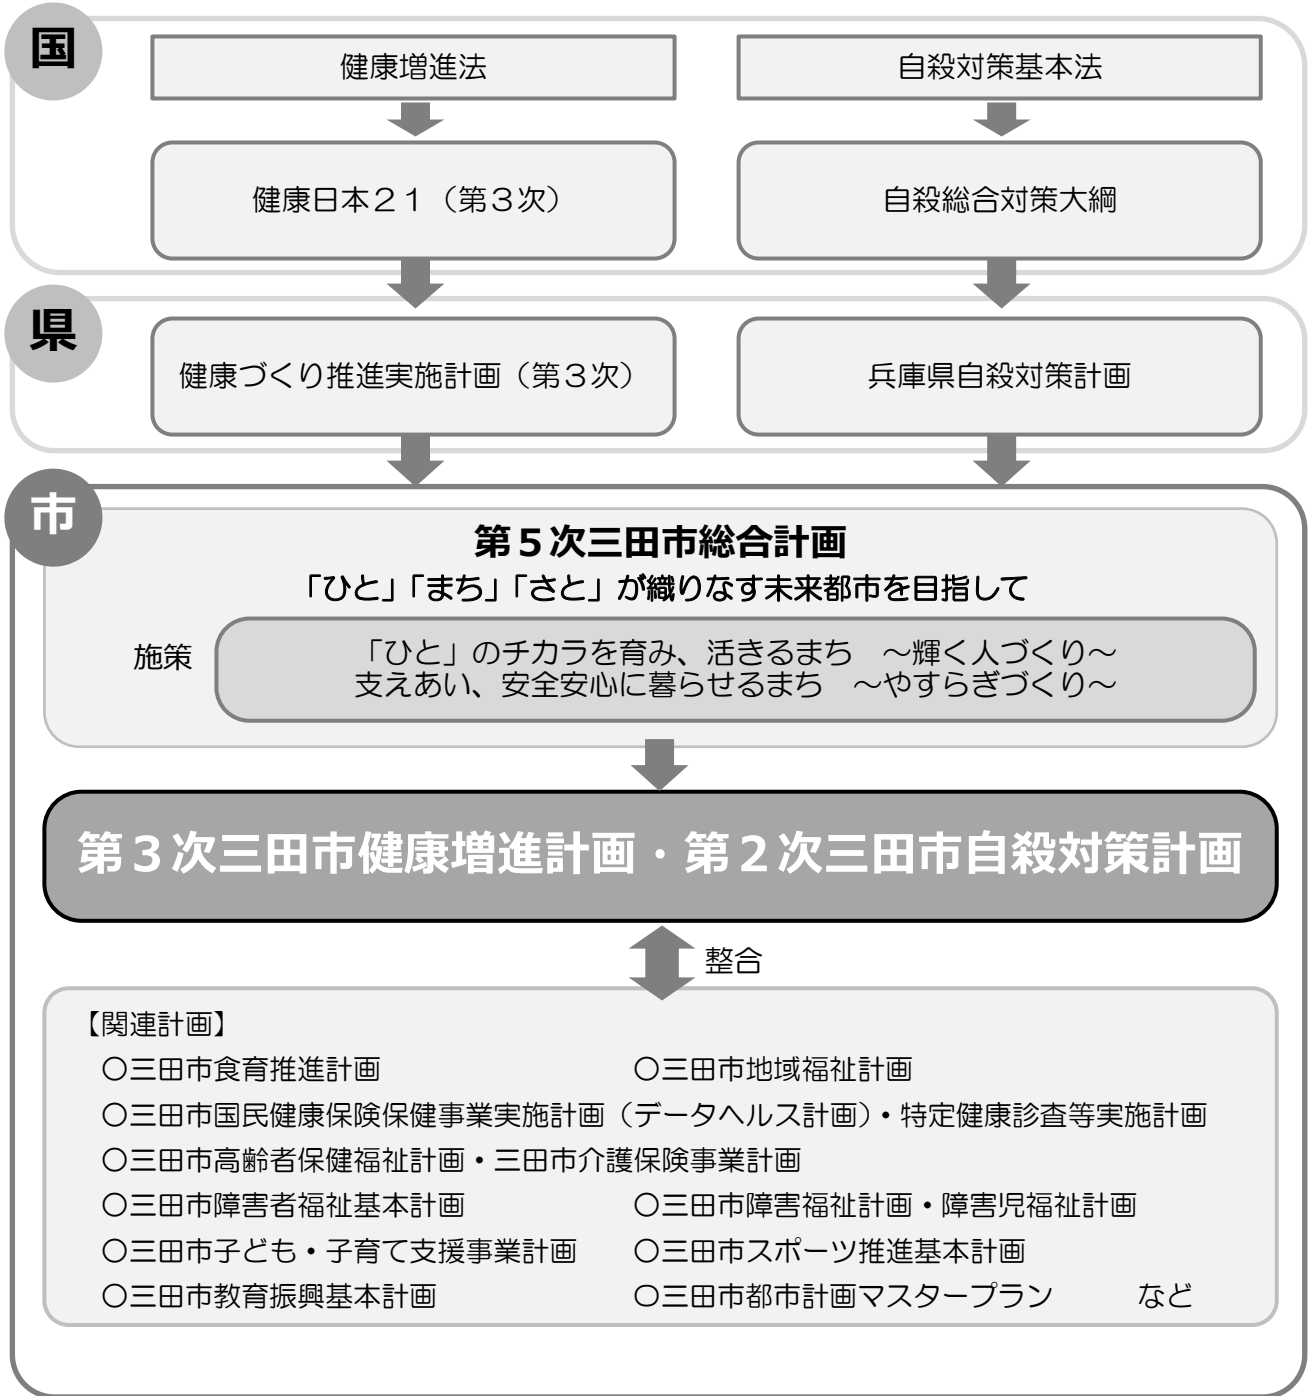 国
健康増進法
自殺対策基本法
健康日本２１（第３次）
自殺総合対策大綱
県
健康づくり推進実施計画（第３次）
兵庫県自殺対策計画
市
第５次三田市総合計画
「ひと」「まち」「さと」が織りなす未来都市を目指して
施策
「ひと」のチカラを育み、活きるまち　～輝く人づくり～
支えあい、安全安心に暮らせるまち　～やすらぎづくり～
第３次三田市健康増進計画・第２次三田市自殺対策計画
整合
【関連計画】
〇三田市食育推進計画
〇三田市地域福祉計画
〇三田市国民健康保険保健事業実施計画（データヘルス計画）・特定健康診査等実施計画
〇三田市高齢者保健福祉計画・三田市介護保険事業計画
〇三田市障害者福祉基本計画
〇三田市障害福祉計画・障害児福祉計画
〇三田市子ども・子育て支援事業計画
〇三田市スポーツ推進基本計画
〇三田市教育振興基本計画
〇三田市都市計画マスタープラン　　　など